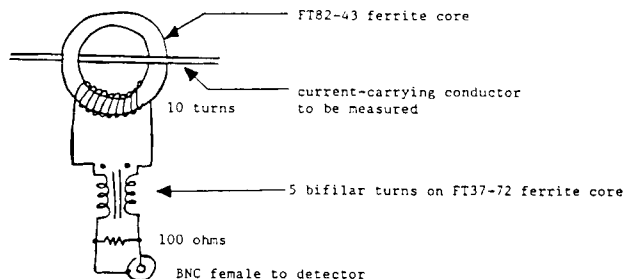 FT82-43 ferrite core
current-carrying conductor
to be measured
10 turns
5 bifilar turns on FT37-72 ferrite core
100 ohms
BNC female to detector